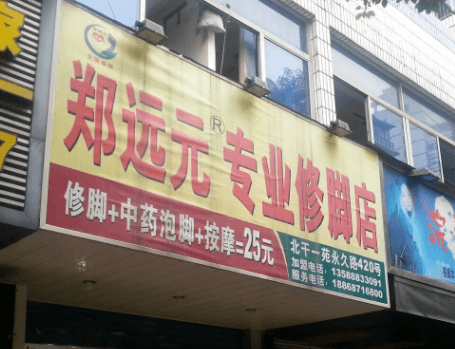 郑远元® 专业修脚店
修脚+中药泡脚+按摩=25元
北干一苑永久路420号
加盟电话:13588833091
服务电话:18868716800